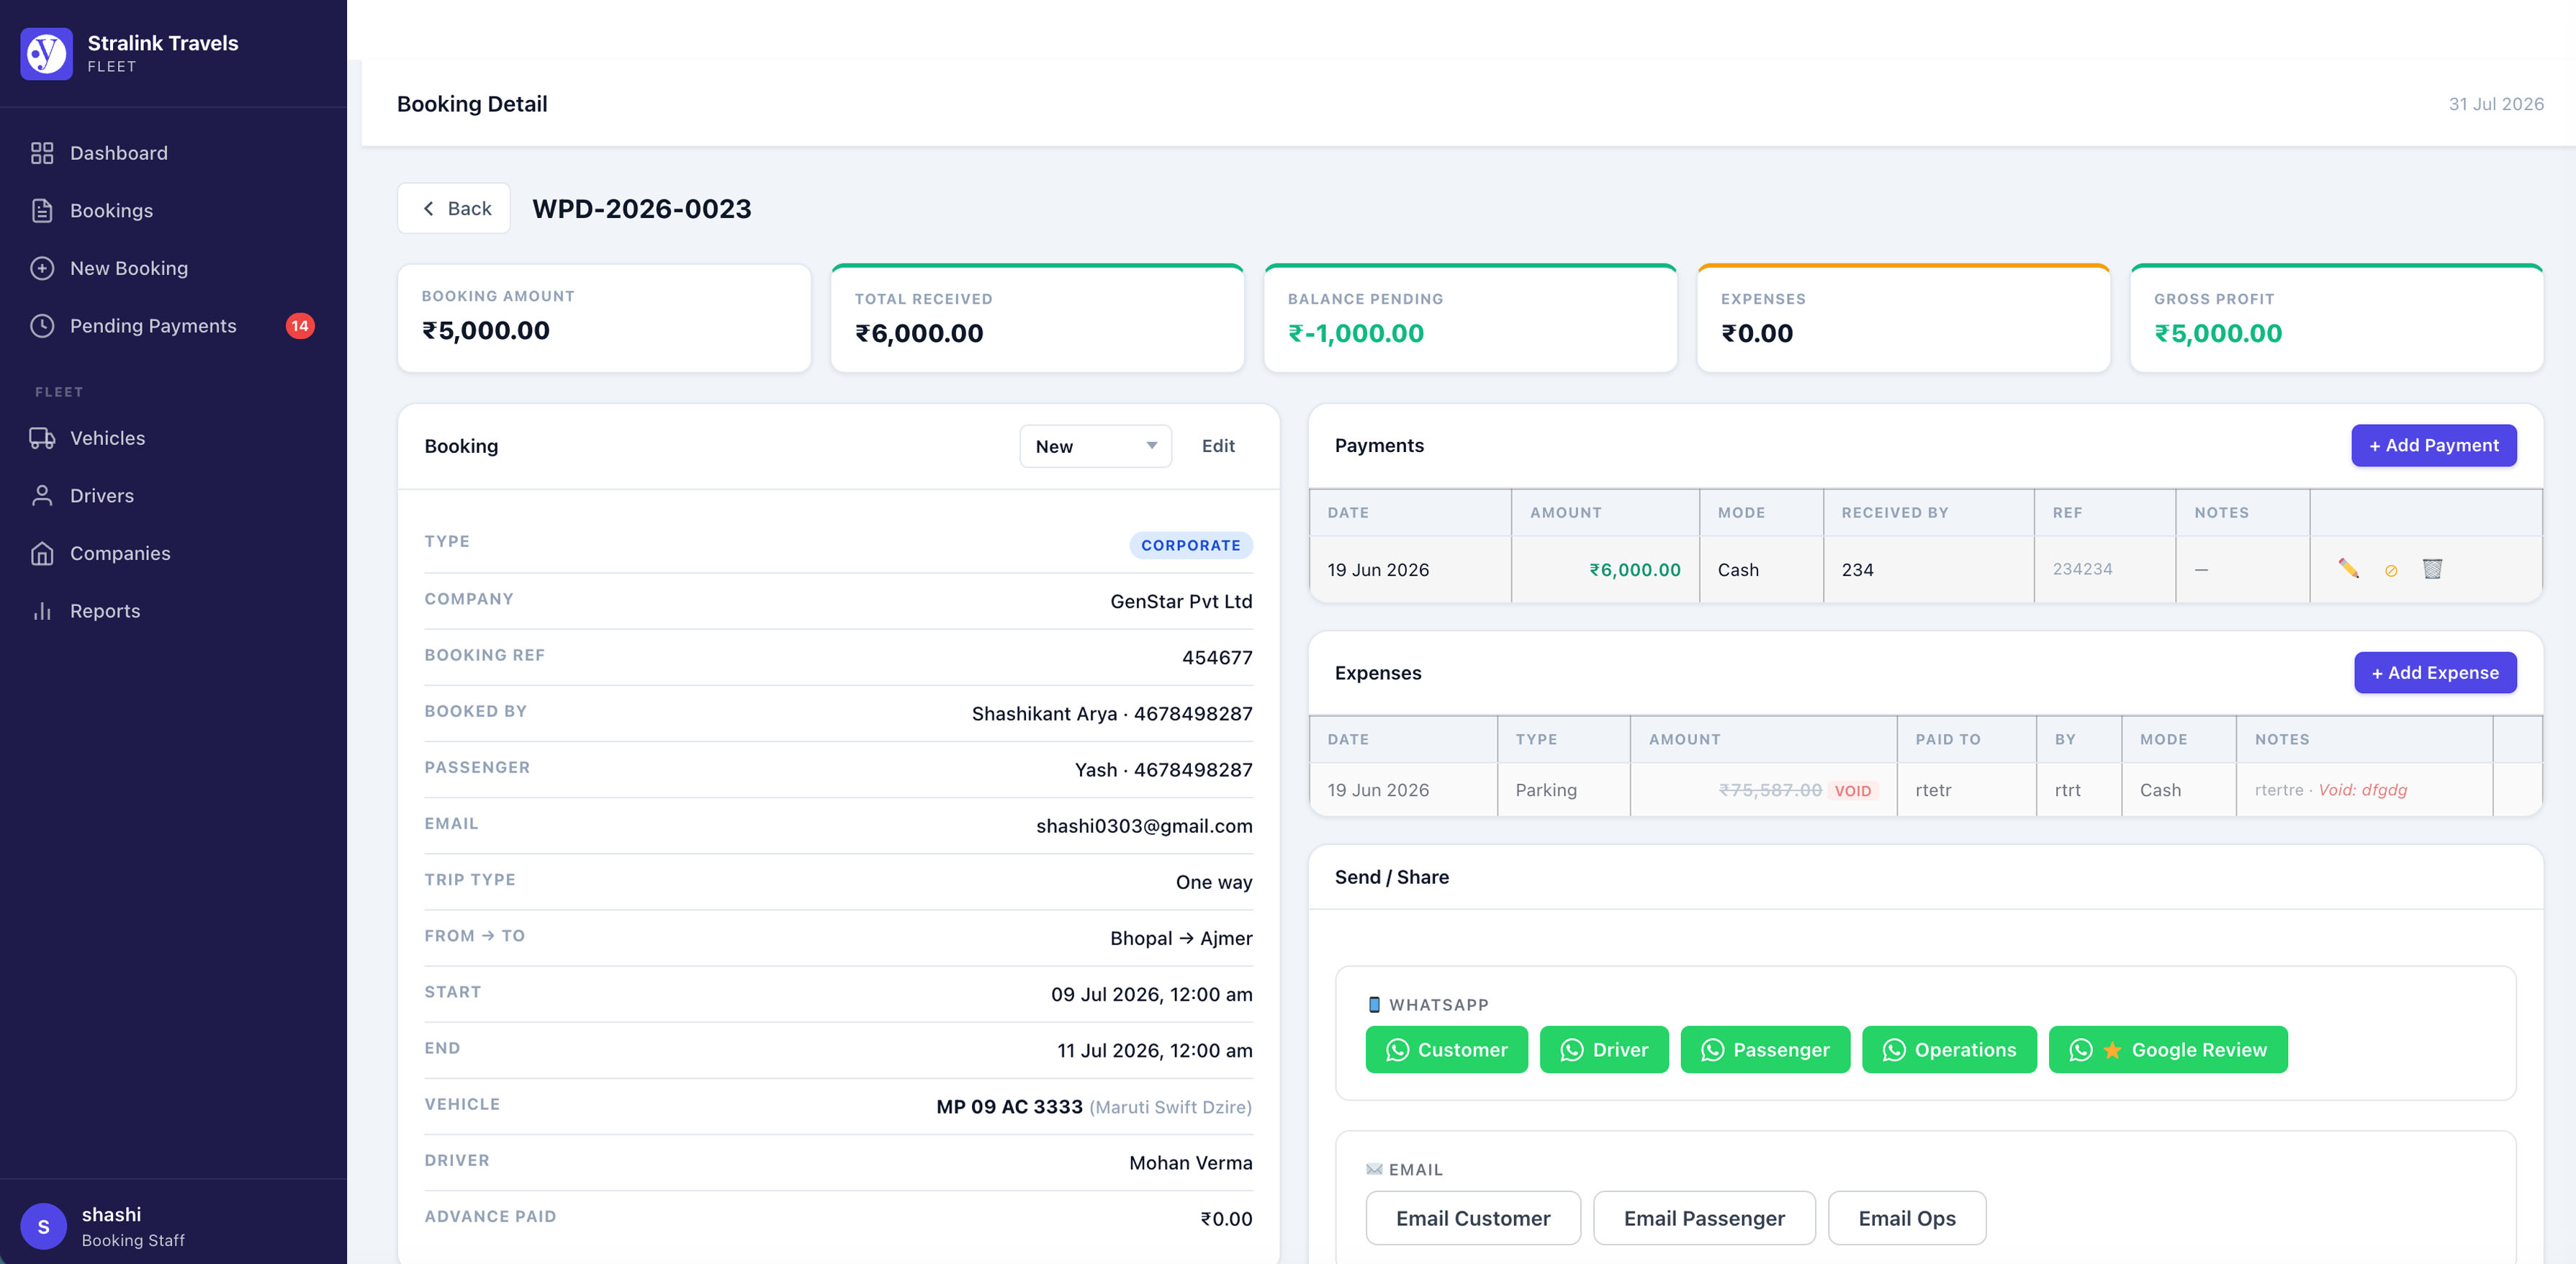 Stralink Travels
FLEET
Dashboard
Bookings
New Booking
Pending Payments 14
FLEET
Vehicles
Drivers
Companies
Reports
S shashi
Booking Staff
Booking Detail 31 Jul 2026
Back WPD-2026-0023
BOOKING AMOUNT
₹5,000.00
TOTAL RECEIVED
₹6,000.00
BALANCE PENDING
₹-1,000.00
EXPENSES
₹0.00
GROSS PROFIT
₹5,000.00
Booking New Edit
TYPE CORPORATE
COMPANY GenStar Pvt Ltd
BOOKING REF 454677
BOOKED BY Shashikant Arya · 4678498287
PASSENGER Yash · 4678498287
EMAIL shashi0303@gmail.com
TRIP TYPE One way
FROM → TO Bhopal → Ajmer
START 09 Jul 2026, 12:00 am
END 11 Jul 2026, 12:00 am
VEHICLE MP 09 AC 3333 (Maruti Swift Dzire)
DRIVER Mohan Verma
ADVANCE PAID ₹0.00
Payments + Add Payment
DATE AMOUNT MODE RECEIVED BY REF NOTES
19 Jun 2026 ₹6,000.00 Cash 234 234234 —
Expenses + Add Expense
DATE TYPE AMOUNT PAID TO BY MODE NOTES
19 Jun 2026 Parking ₹75,587.00 VOID rtetr rtrt Cash rtertre · Void: dfgdg
Send / Share
WHATSAPP
Customer Driver Passenger Operations Google Review
EMAIL
Email Customer Email Passenger Email Ops